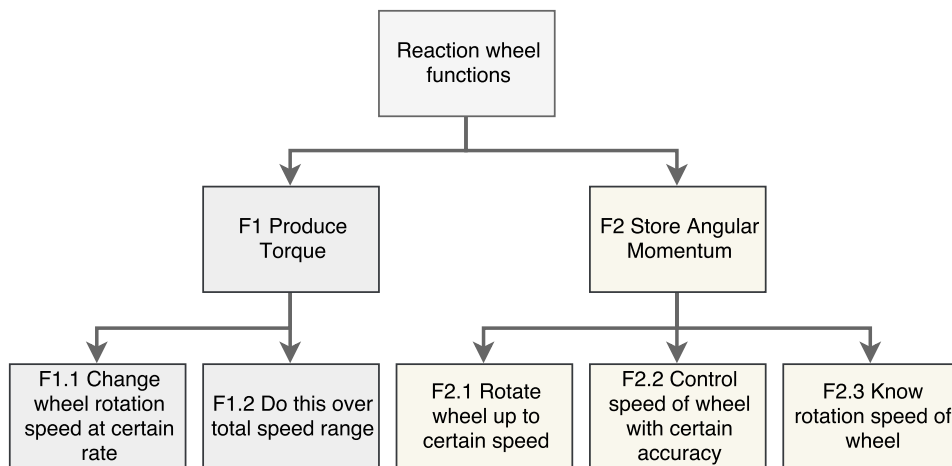 Reaction wheel
functions
F1 Produce
Torque
F2 Store Angular
Momentum
F1.1 Change
wheel rotation
speed at certain
rate
F1.2 Do this over
total speed range
F2.1 Rotate
wheel up to
certain speed
F2.2 Control
speed of wheel
with certain
accuracy
F2.3 Know
rotation speed of
wheel